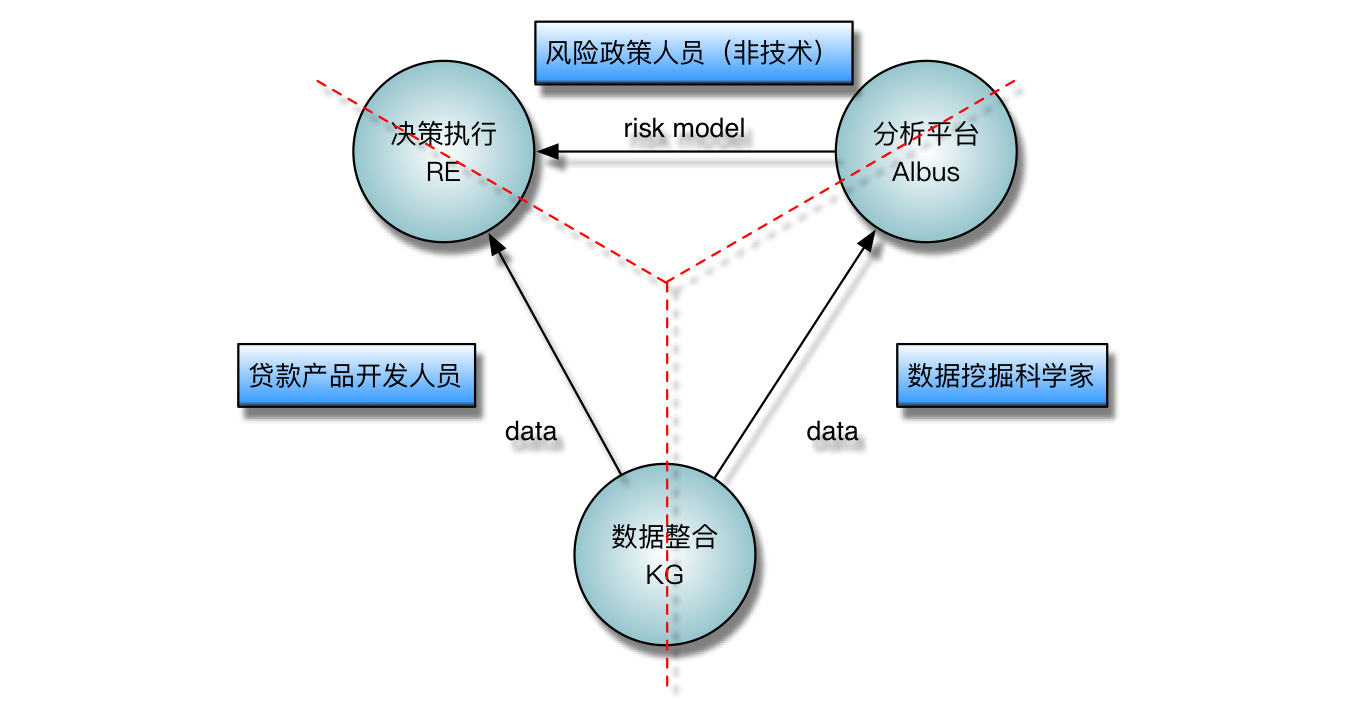 风险政策人员（非技术）
决策执行
RE
risk model
分析平台
Albus
贷款产品开发人员
数据挖掘科学家
data
data
数据整合
KG